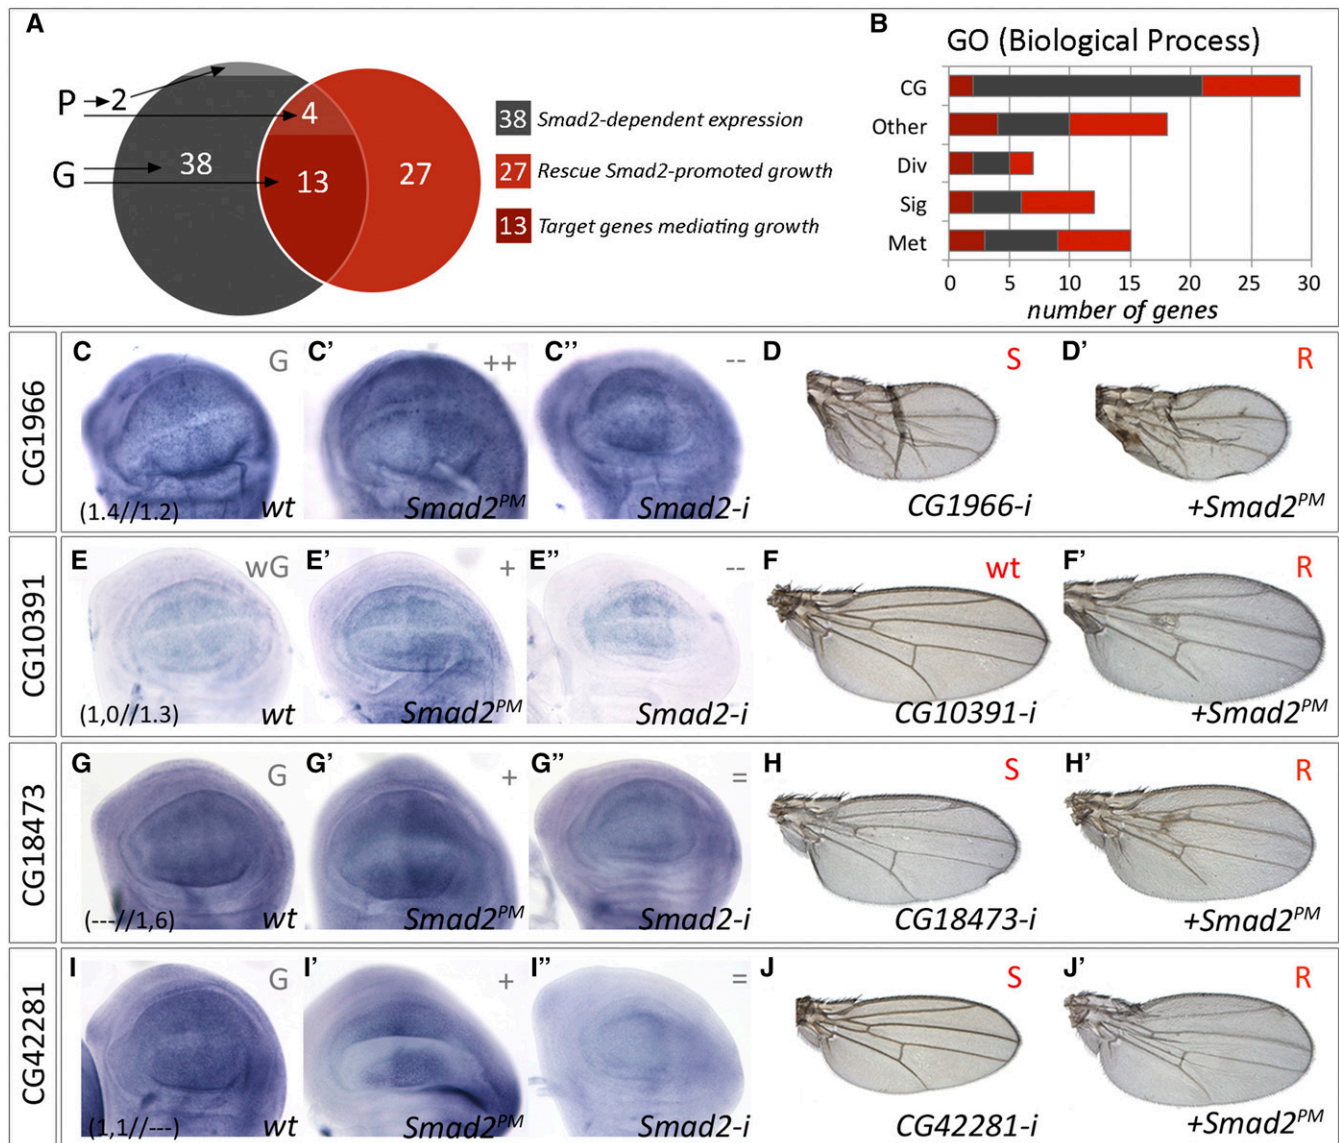 A
P
2
4
G
38
13
27
38 Smad2-dependent expression
27 Rescue Smad2-promoted growth
13 Target genes mediating growth
B
GO (Biological Process)
CG
Other
Div
Sig
Met
0 5 10 15 20 25 30
number of genes
CG1966
C G
(1.4//1.2) wt
C' ++
Smad2PM
C'' --
Smad2-i
D S
CG1966-i
D' R
+Smad2PM
CG10391
E wG
(1,0//1.3) wt
E' +
Smad2PM
E'' --
Smad2-i
F wt
CG10391-i
F' R
+Smad2PM
CG18473
G G
(---//1,6) wt
G' +
Smad2PM
G'' =
Smad2-i
H S
CG18473-i
H' R
+Smad2PM
CG42281
I G
(1,1//---) wt
I' +
Smad2PM
I'' =
Smad2-i
J S
CG42281-i
J' R
+Smad2PM